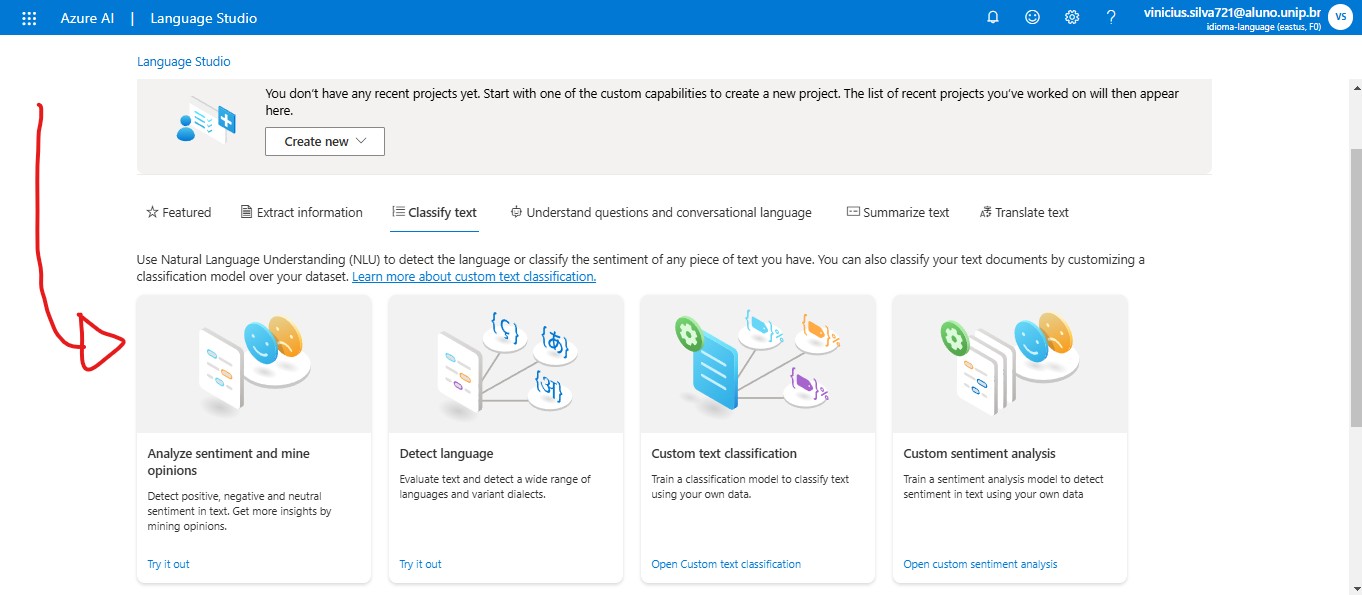 Azure AI | Language Studio
vinicius.silva721@aluno.unip.br
idioma-language (eastus, F0)
VS
Language Studio
You don't have any recent projects yet. Start with one of the custom capabilities to create a new project. The list of recent projects you've worked on will then appear
here.
Create new
Featured Extract information Classify text Understand questions and conversational language Summarize text Translate text
Use Natural Language Understanding (NLU) to detect the language or classify the sentiment of any piece of text you have. You can also classify your text documents by customizing a
classification model over your dataset. Learn more about custom text classification.
{ç}
{あ}
{अ}
%
%
%
Analyze sentiment and mine
opinions
Detect positive, negative and neutral
sentiment in text. Get more insights by
mining opinions.
Try it out
Detect language
Evaluate text and detect a wide range of
languages and variant dialects.
Try it out
Custom text classification
Train a classification model to classify text
using your own data.
Open Custom text classification
Custom sentiment analysis
Train a sentiment analysis model to detect
sentiment in text using your own data
Open custom sentiment analysis